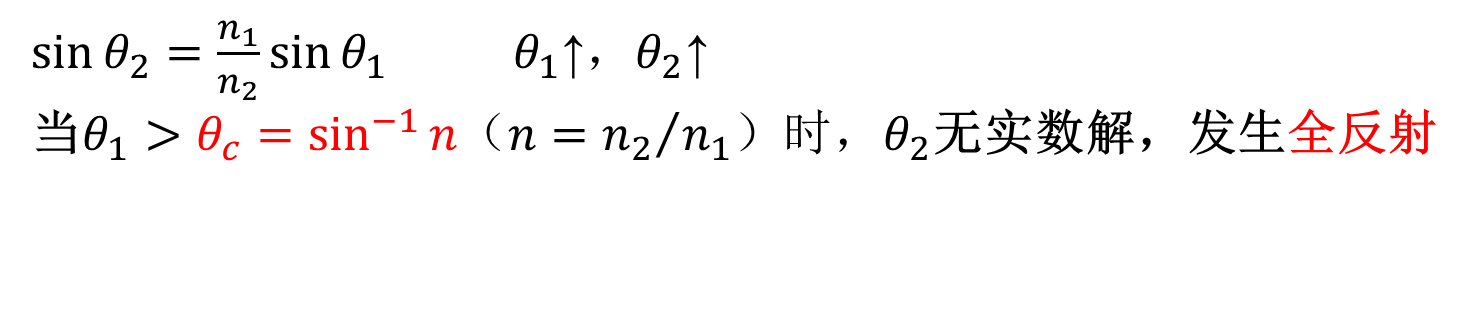 sin θ₂ = n₁/n₂ sin θ₁ θ₁↑，θ₂↑
当θ₁ > θ_c = sin⁻¹ n（n = n₂/n₁）时，θ₂无实数解，发生全反射